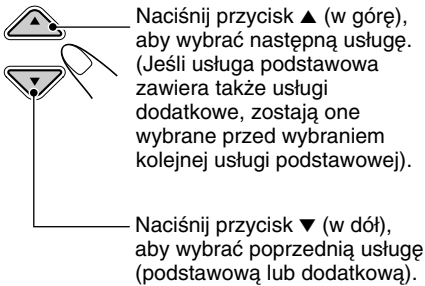 Naciśnij przycisk ▲ (w górę),
aby wybrać następną usługę.
(Jeśli usługa podstawowa
zawiera także usługi
dodatkowe, zostają one
wybrane przed wybraniem
kolejnej usługi podstawowej).
Naciśnij przycisk ▼ (w dół),
aby wybrać poprzednią usługę
(podstawową lub dodatkową).